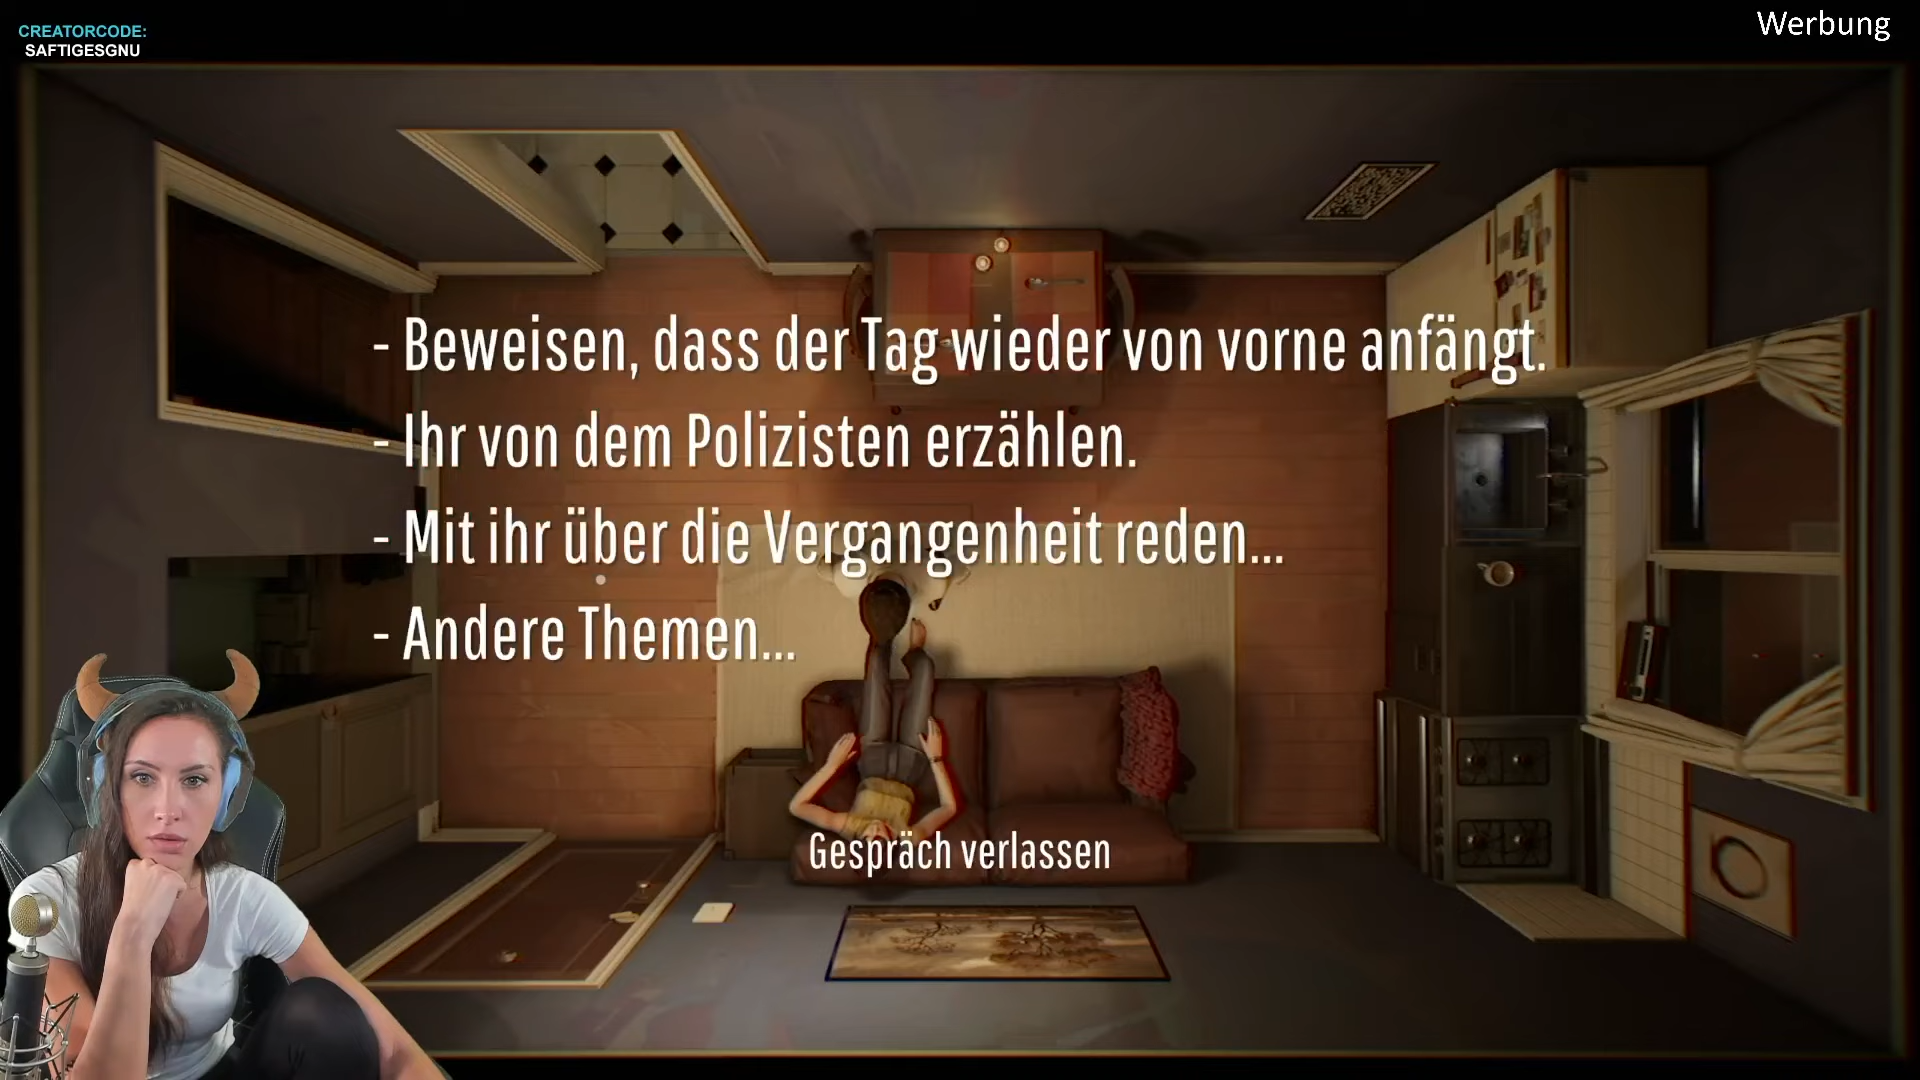 CREATORCODE:
SAFTIGESGNU
Werbung
- Beweisen, dass der Tag wieder von vorne anfängt.
- Ihr von dem Polizisten erzählen.
- Mit ihr über die Vergangenheit reden...
- Andere Themen...
Gespräch verlassen